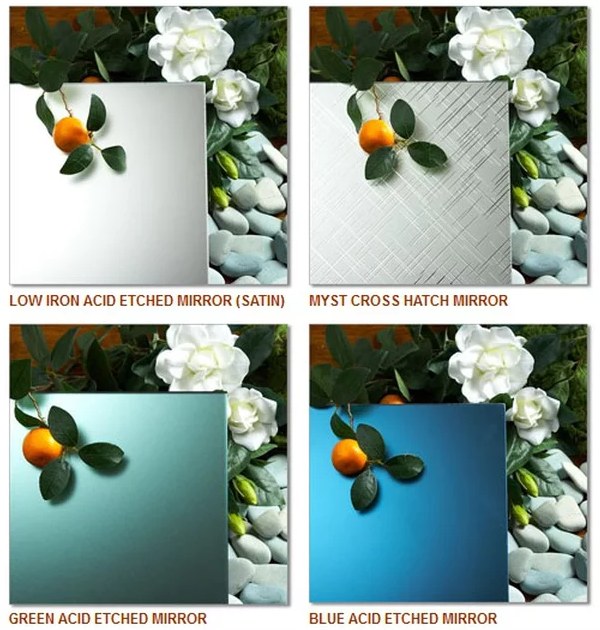 LOW IRON ACID ETCHED MIRROR (SATIN)
MYST CROSS HATCH MIRROR
GREEN ACID ETCHED MIRROR
BLUE ACID ETCHED MIRROR